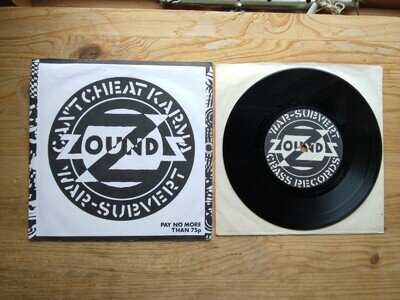 CAN'T CHEAT KARMA
ZOUNDS
WAR-SUBVERT
PAY NO MORE
THAN 75p
WAR-SUBVERT
ZOUNDS
CRASS RECORDS